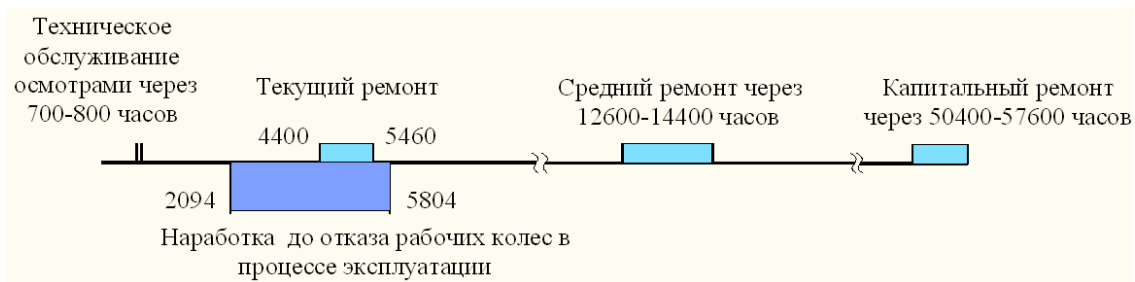 Техническое
обслуживание
осмотрами через
700-800 часов
Текущий ремонт
4400
5460
Средний ремонт через
12600-14400 часов
Капитальный ремонт
через 50400-57600 часов
2094
5804
Наработка до отказа рабочих колес в
процессе эксплуатации